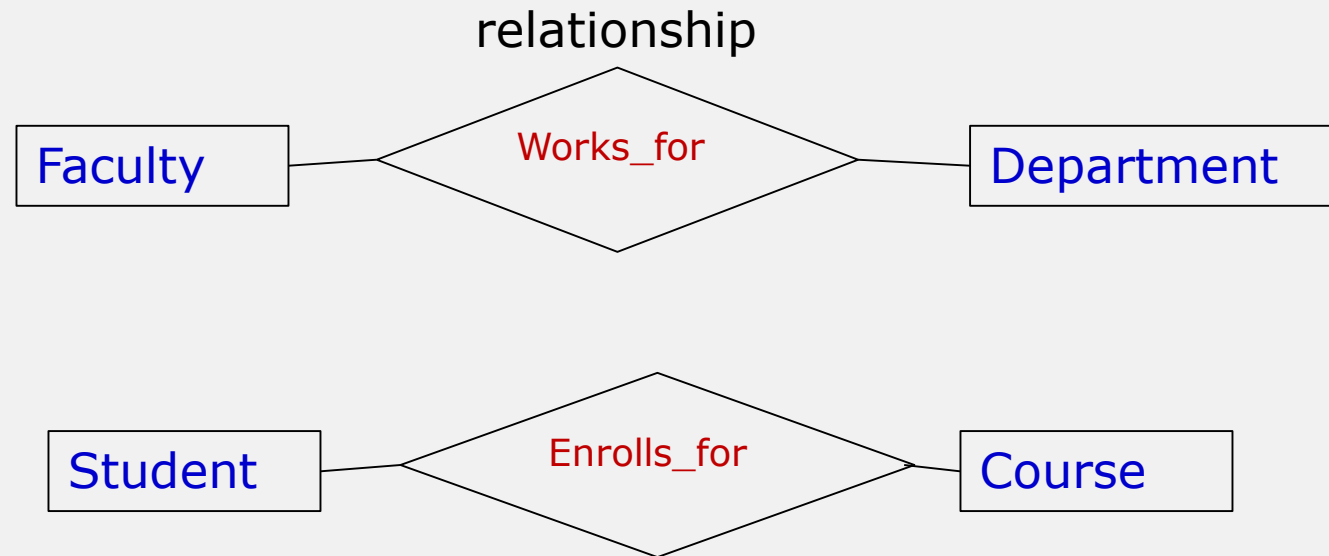 relationship
Faculty
Works_for
Department
Student
Enrolls_for
Course